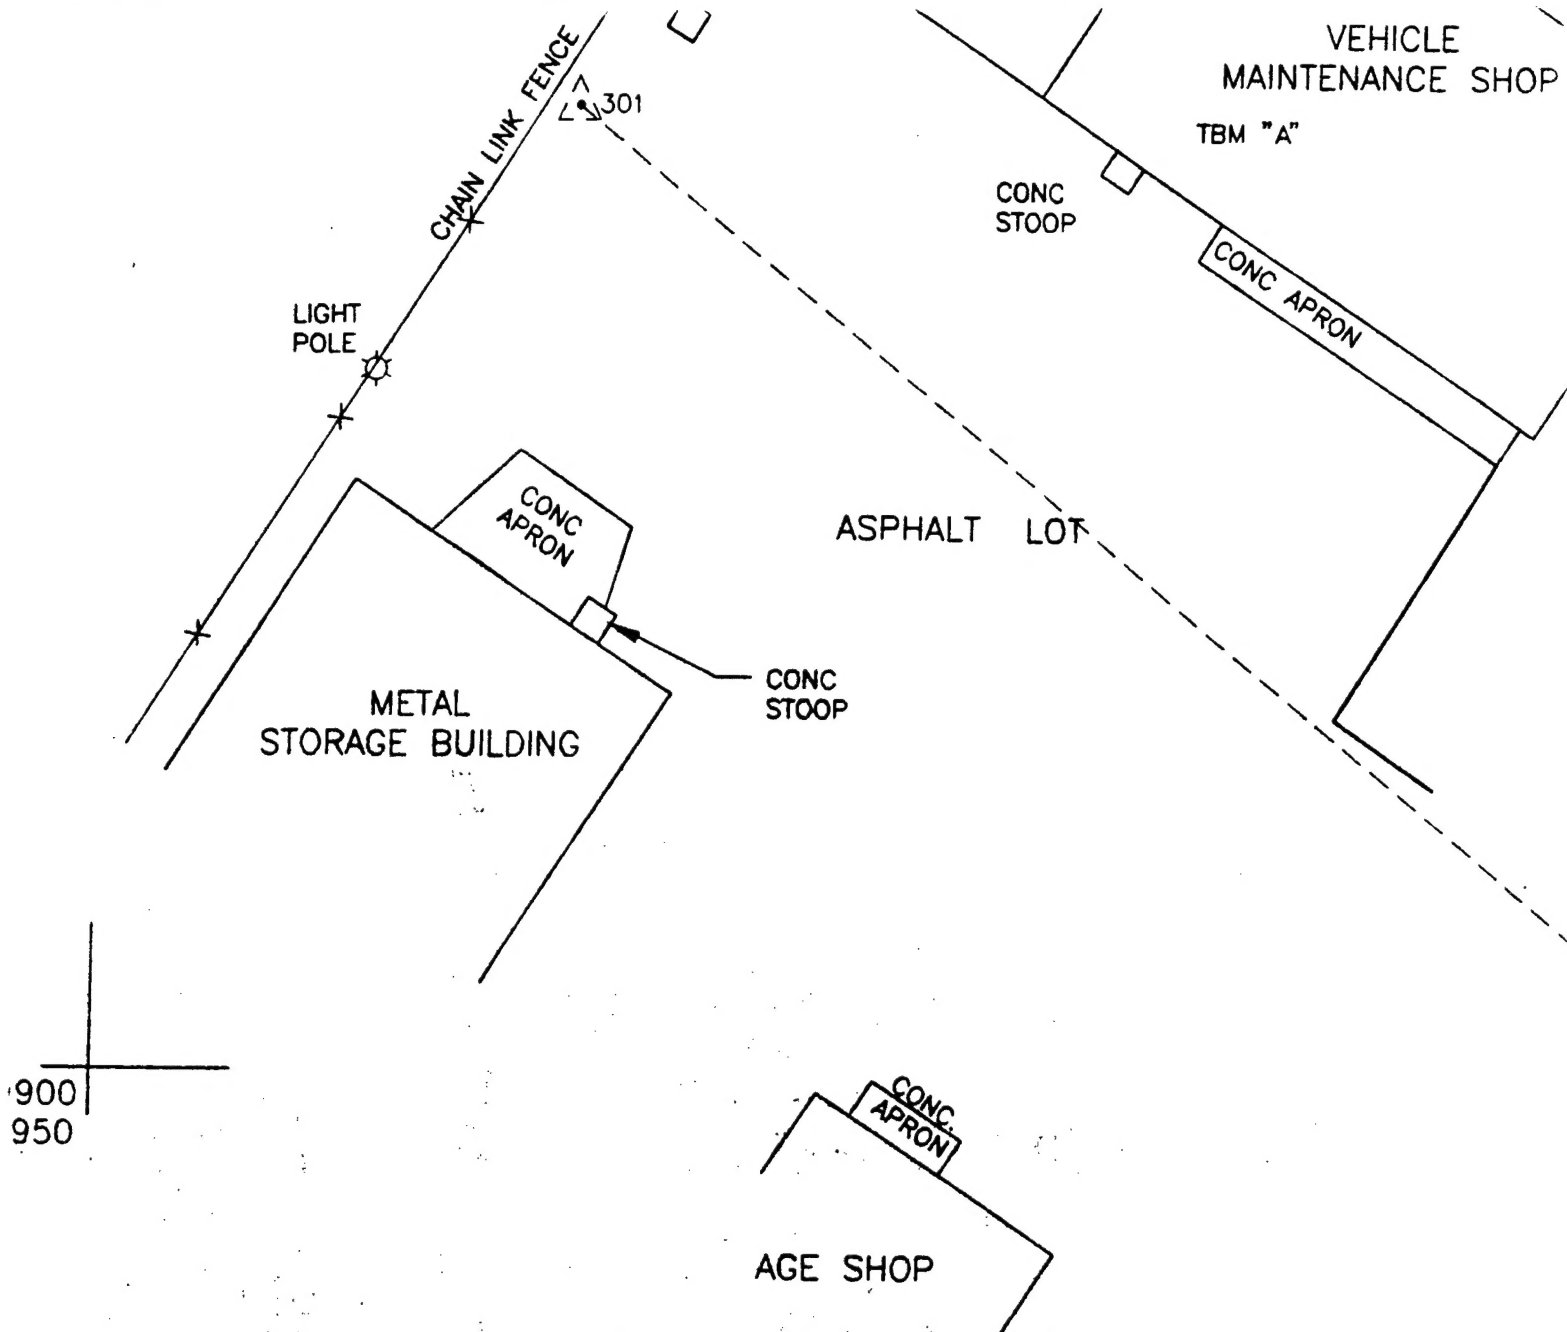 VEHICLE
MAINTENANCE SHOP
TBM "A"
CHAIN LINK FENCE
301
CONC
STOOP
CONC APRON
LIGHT
POLE
CONC
APRON
ASPHALT LOT
CONC
STOOP
METAL
STORAGE BUILDING
900
950
CONC.
APRON
AGE SHOP